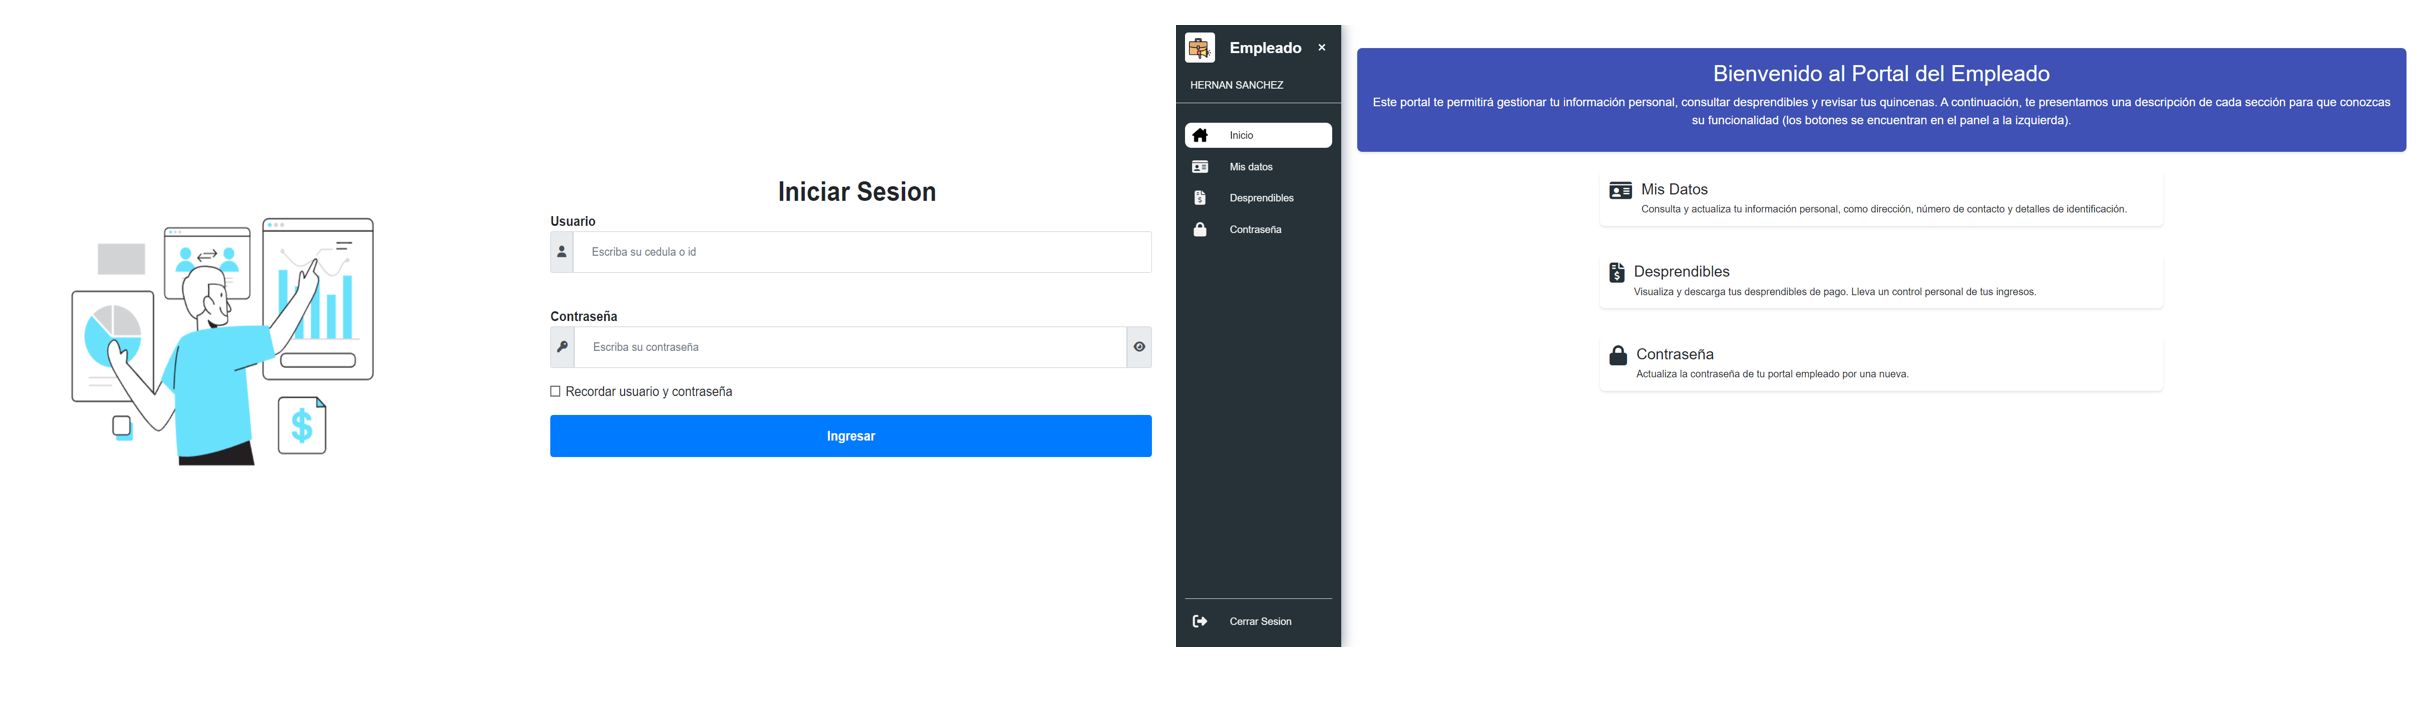 Iniciar Sesion
Usuario
Escriba su cedula o id
Contraseña
Escriba su contraseña
Recordar usuario y contraseña
Ingresar
$
Empleado ×
HERNAN SANCHEZ
Inicio
Mis datos
Desprendibles
Contraseña
Cerrar Sesion
Bienvenido al Portal del Empleado
Este portal te permitirá gestionar tu información personal, consultar desprendibles y revisar tus quincenas. A continuación, te presentamos una descripción de cada sección para que conozcas
su funcionalidad (los botones se encuentran en el panel a la izquierda).
Mis Datos
Consulta y actualiza tu información personal, como dirección, número de contacto y detalles de identificación.
Desprendibles
Visualiza y descarga tus desprendibles de pago. Lleva un control personal de tus ingresos.
Contraseña
Actualiza la contraseña de tu portal empleado por una nueva.